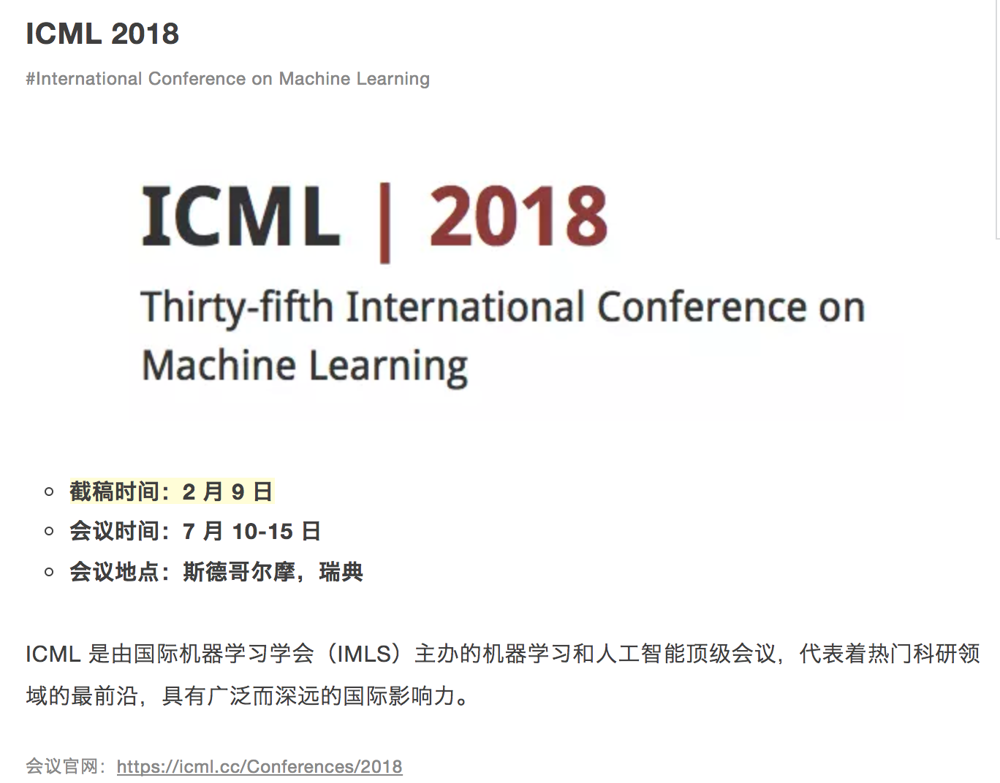 ICML 2018
#International Conference on Machine Learning
ICML | 2018
Thirty-fifth International Conference on
Machine Learning
截稿时间：2 月 9 日
会议时间：7 月 10-15 日
会议地点：斯德哥尔摩，瑞典
ICML 是由国际机器学习学会（IMLS）主办的机器学习和人工智能顶级会议，代表着热门科研领
域的最前沿，具有广泛而深远的国际影响力。
会议官网：https://icml.cc/Conferences/2018